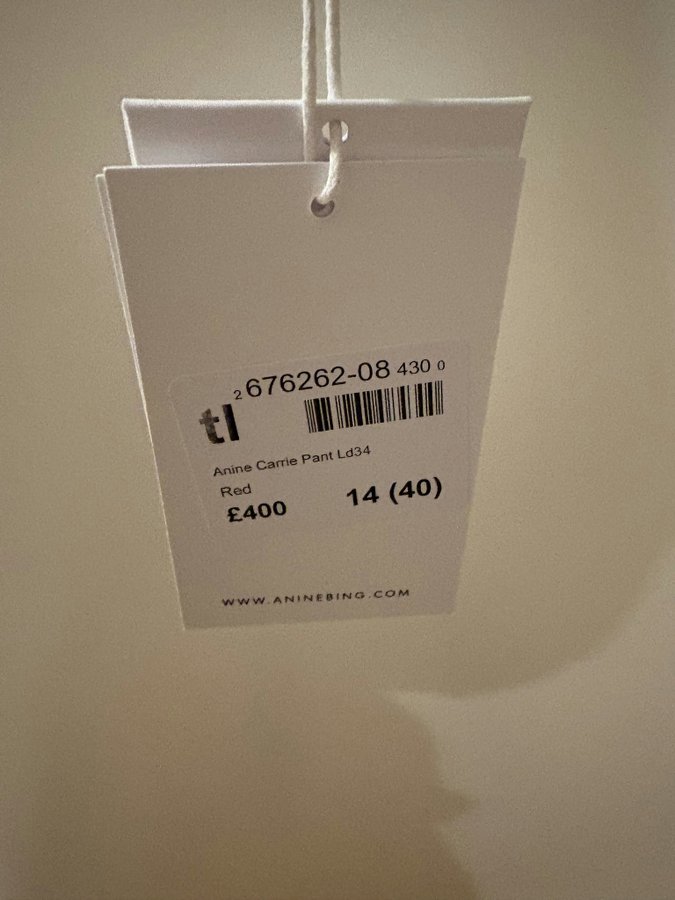 2 676262-08 430 0
tl
Anine Carrie Pant Ld34
Red
£400 14 (40)
WWW.ANINEBING.COM